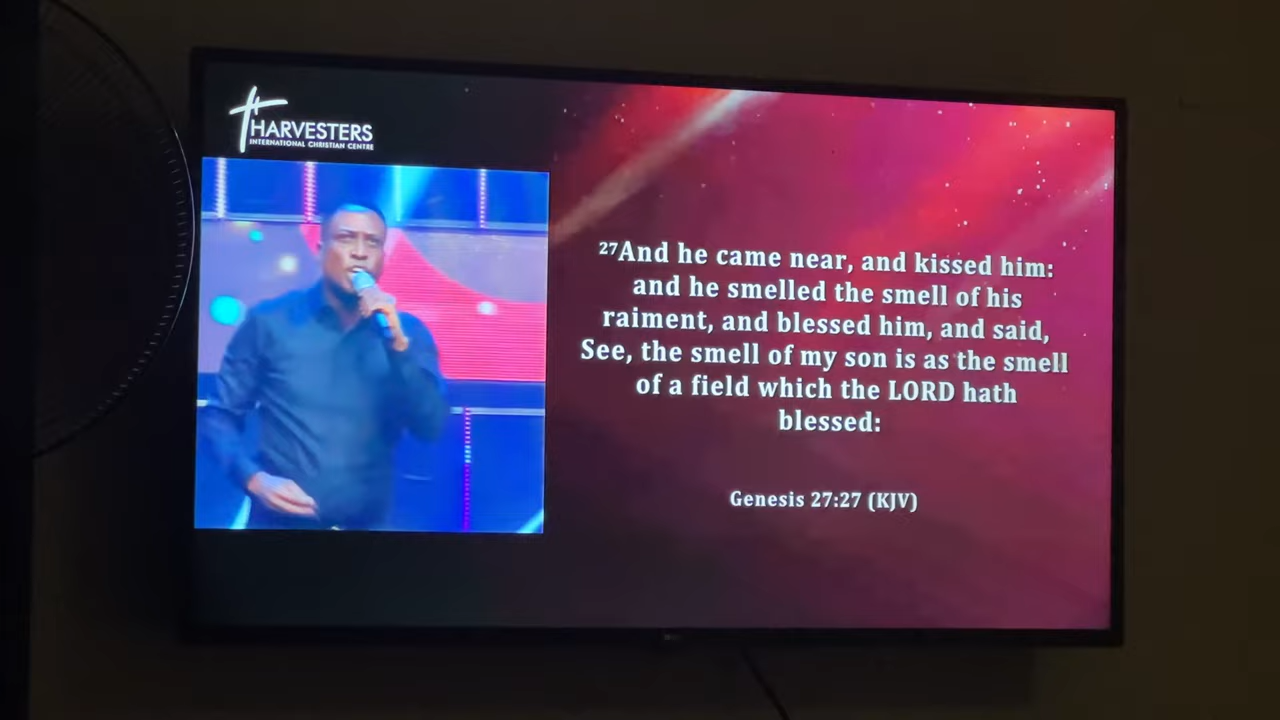 HARVESTERS
INTERNATIONAL CHRISTIAN CENTRE
27And he came near, and kissed him:
and he smelled the smell of his
raiment, and blessed him, and said,
See, the smell of my son is as the smell
of a field which the LORD hath
blessed:
Genesis 27:27 (KJV)